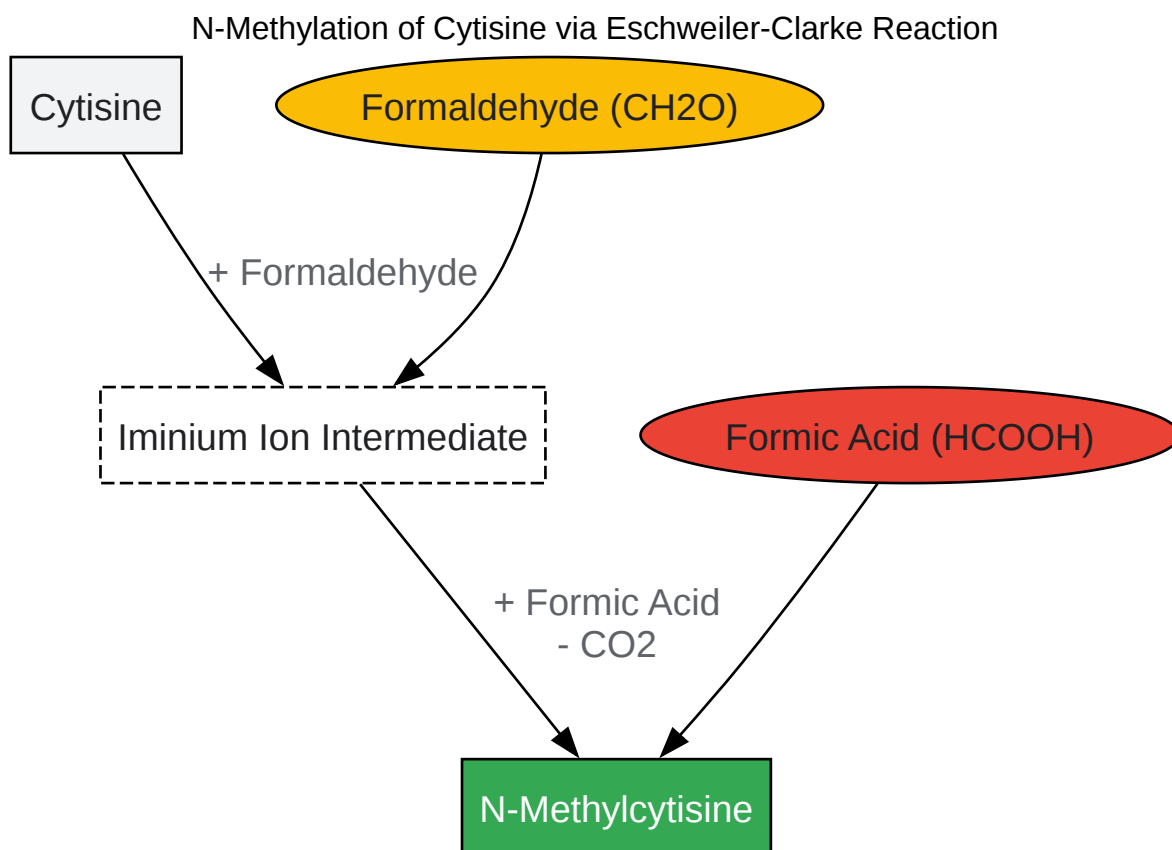 N-Methylation of Cytisine via Eschweiler-Clarke Reaction
Cytisine
Formaldehyde (CH2O)
+ Formaldehyde
Iminium Ion Intermediate
Formic Acid (HCOOH)
+ Formic Acid
- CO2
N-Methylcytisine